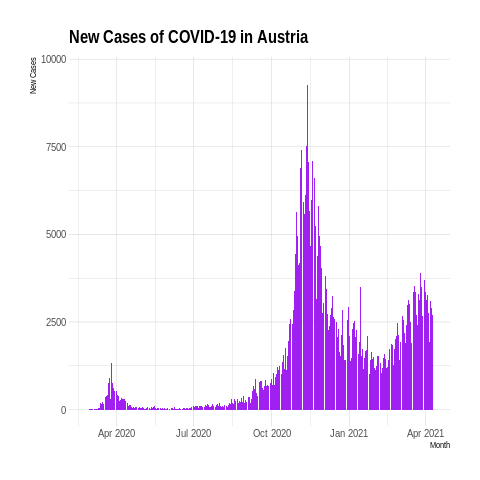 New Cases of COVID-19 in Austria
New Cases
10000
7500
5000
2500
0
Apr 2020 Jul 2020 Oct 2020 Jan 2021 Apr 2021
Month